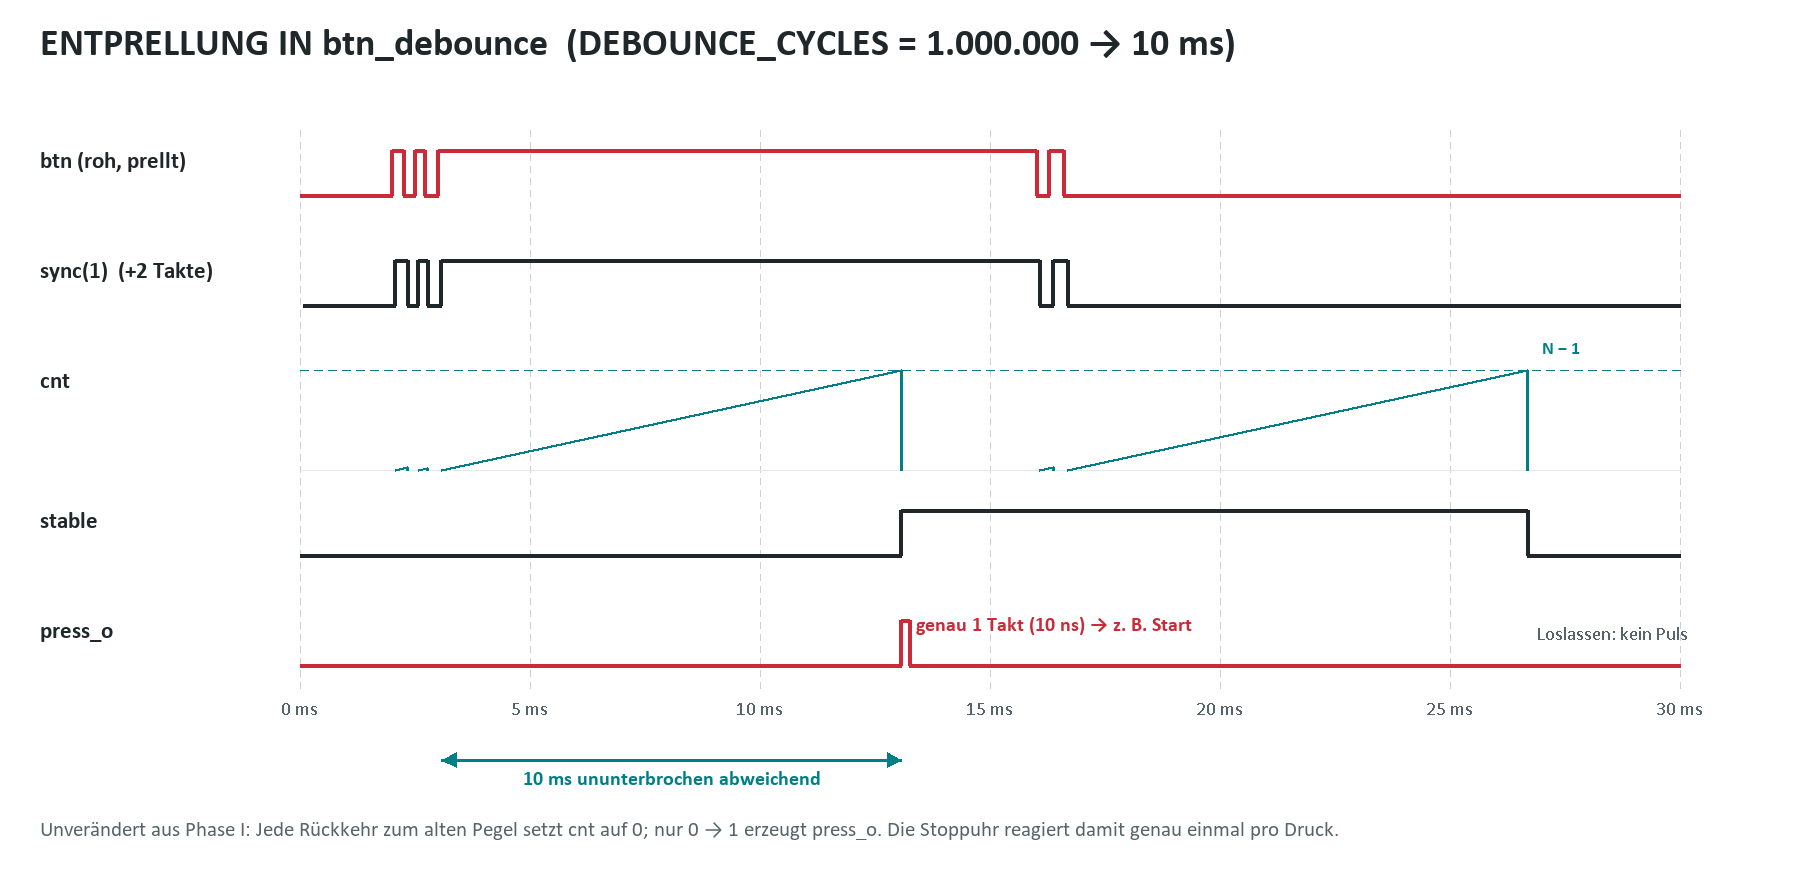 ENTPRELLUNG IN btn_debounce (DEBOUNCE_CYCLES = 1.000.000 → 10 ms)
btn (roh, prellt)
sync(1) (+2 Takte)
N – 1
cnt
stable
press_o
genau 1 Takt (10 ns) → z. B. Start
Loslassen: kein Puls
0 ms
5 ms
10 ms
15 ms
20 ms
25 ms
30 ms
10 ms ununterbrochen abweichend
Unverändert aus Phase I: Jede Rückkehr zum alten Pegel setzt cnt auf 0; nur 0 → 1 erzeugt press_o. Die Stoppuhr reagiert damit genau einmal pro Druck.